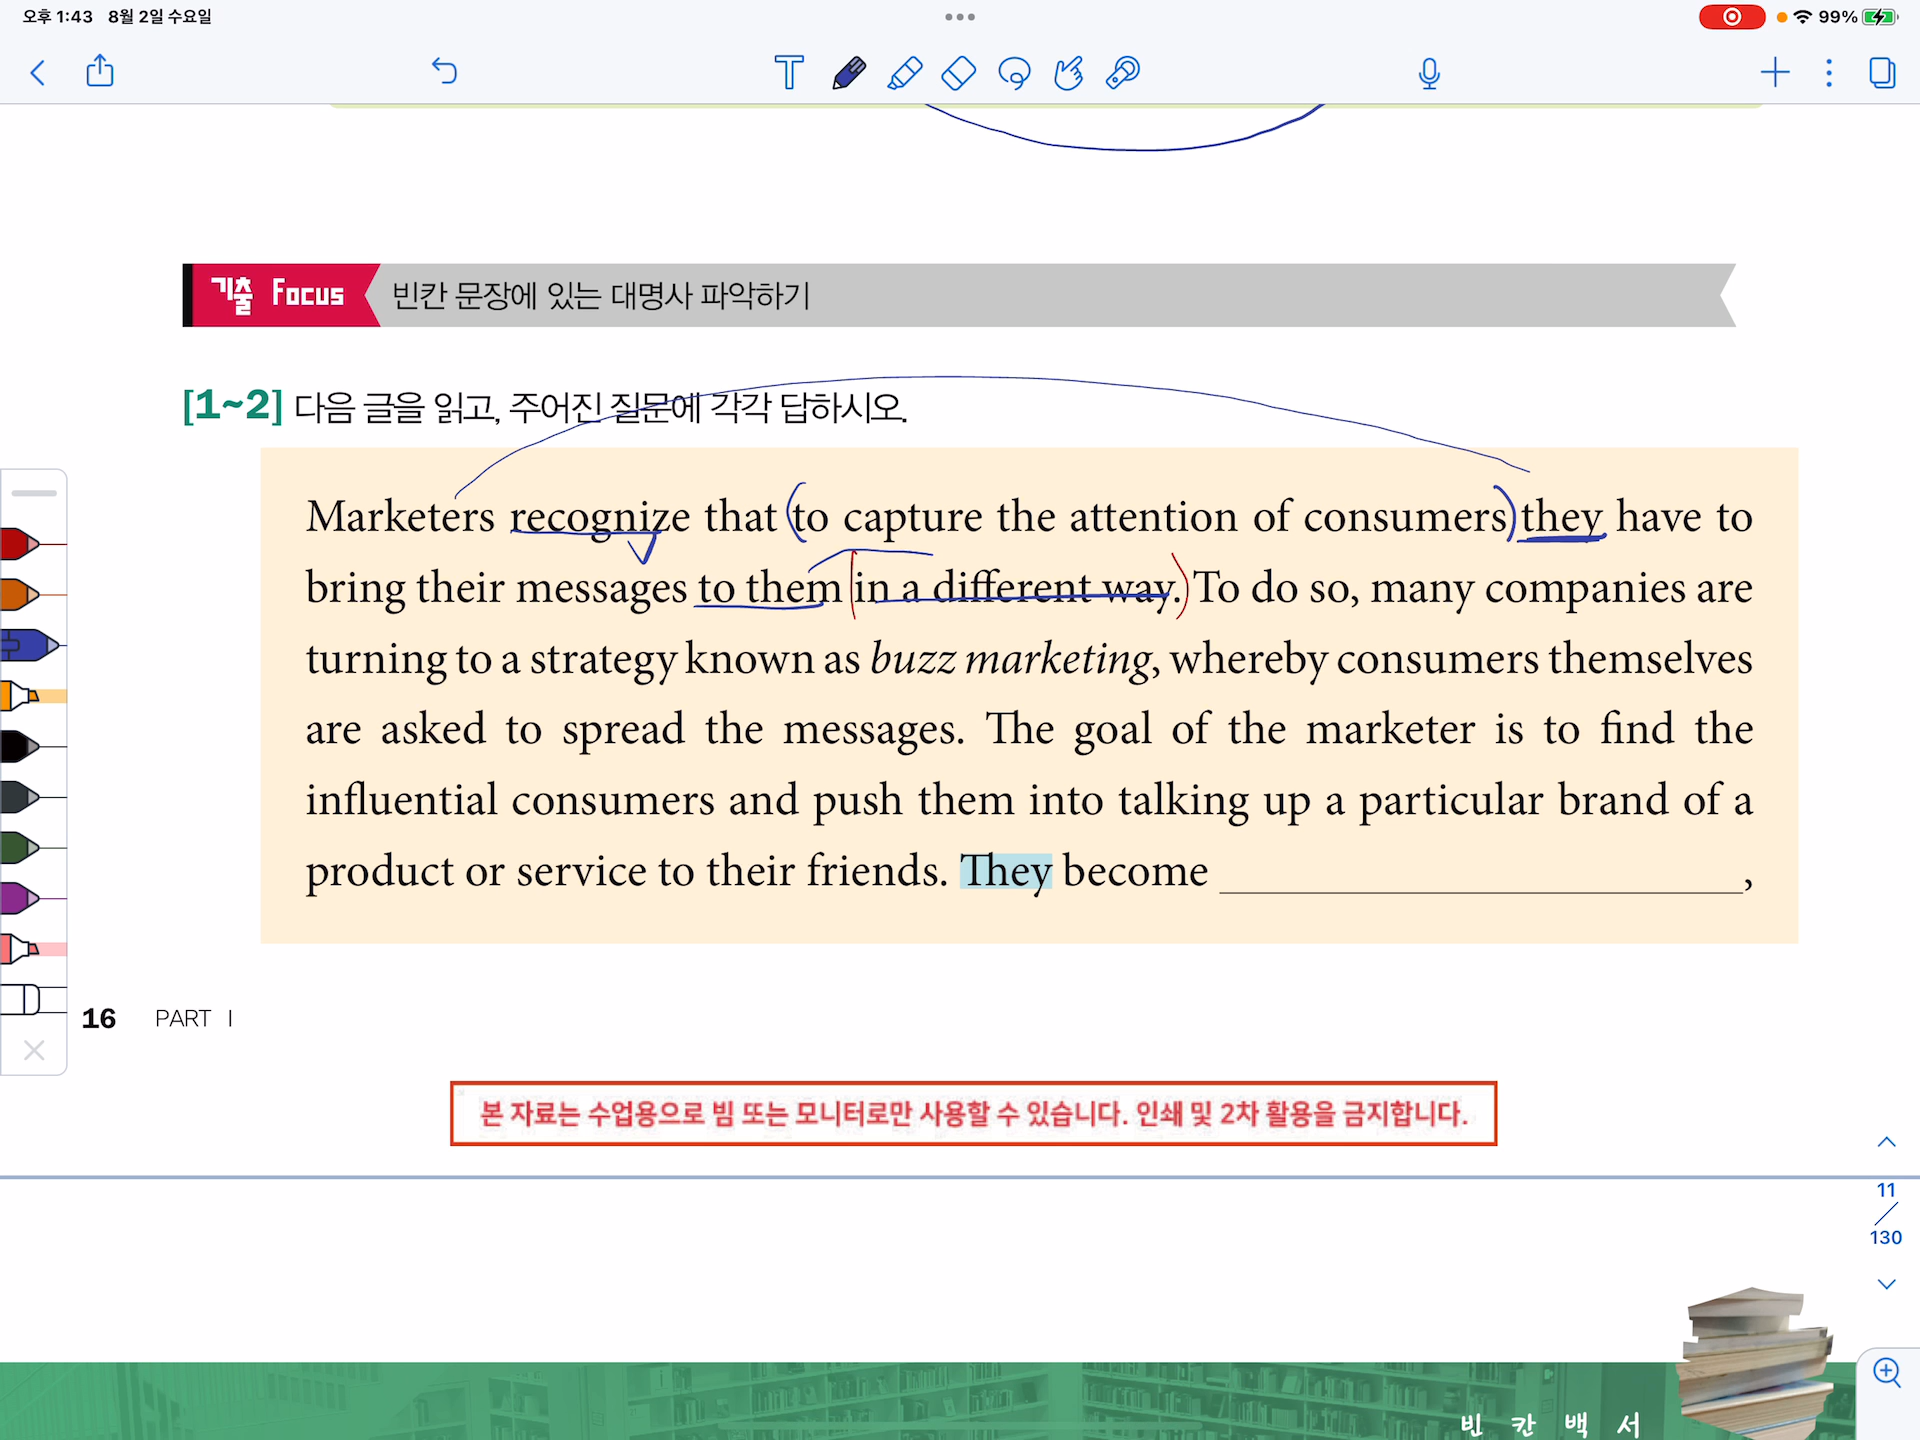 오후 1:43 8월 2일 수요일
99%
기출 Focus 빈칸 문장에 있는 대명사 파악하기
[1~2] 다음 글을 읽고, 주어진 질문에 각각 답하시오.
Marketers recognize that (to capture the attention of consumers) they have to
bring their messages to them (in a different way.) To do so, many companies are
turning to a strategy known as buzz marketing, whereby consumers themselves
are asked to spread the messages. The goal of the marketer is to find the
influential consumers and push them into talking up a particular brand of a
product or service to their friends. They become ,
16 PART I
본 자료는 수업용으로 빔 또는 모니터로만 사용할 수 있습니다. 인쇄 및 2차 활용을 금지합니다.
11
130
빈칸백서